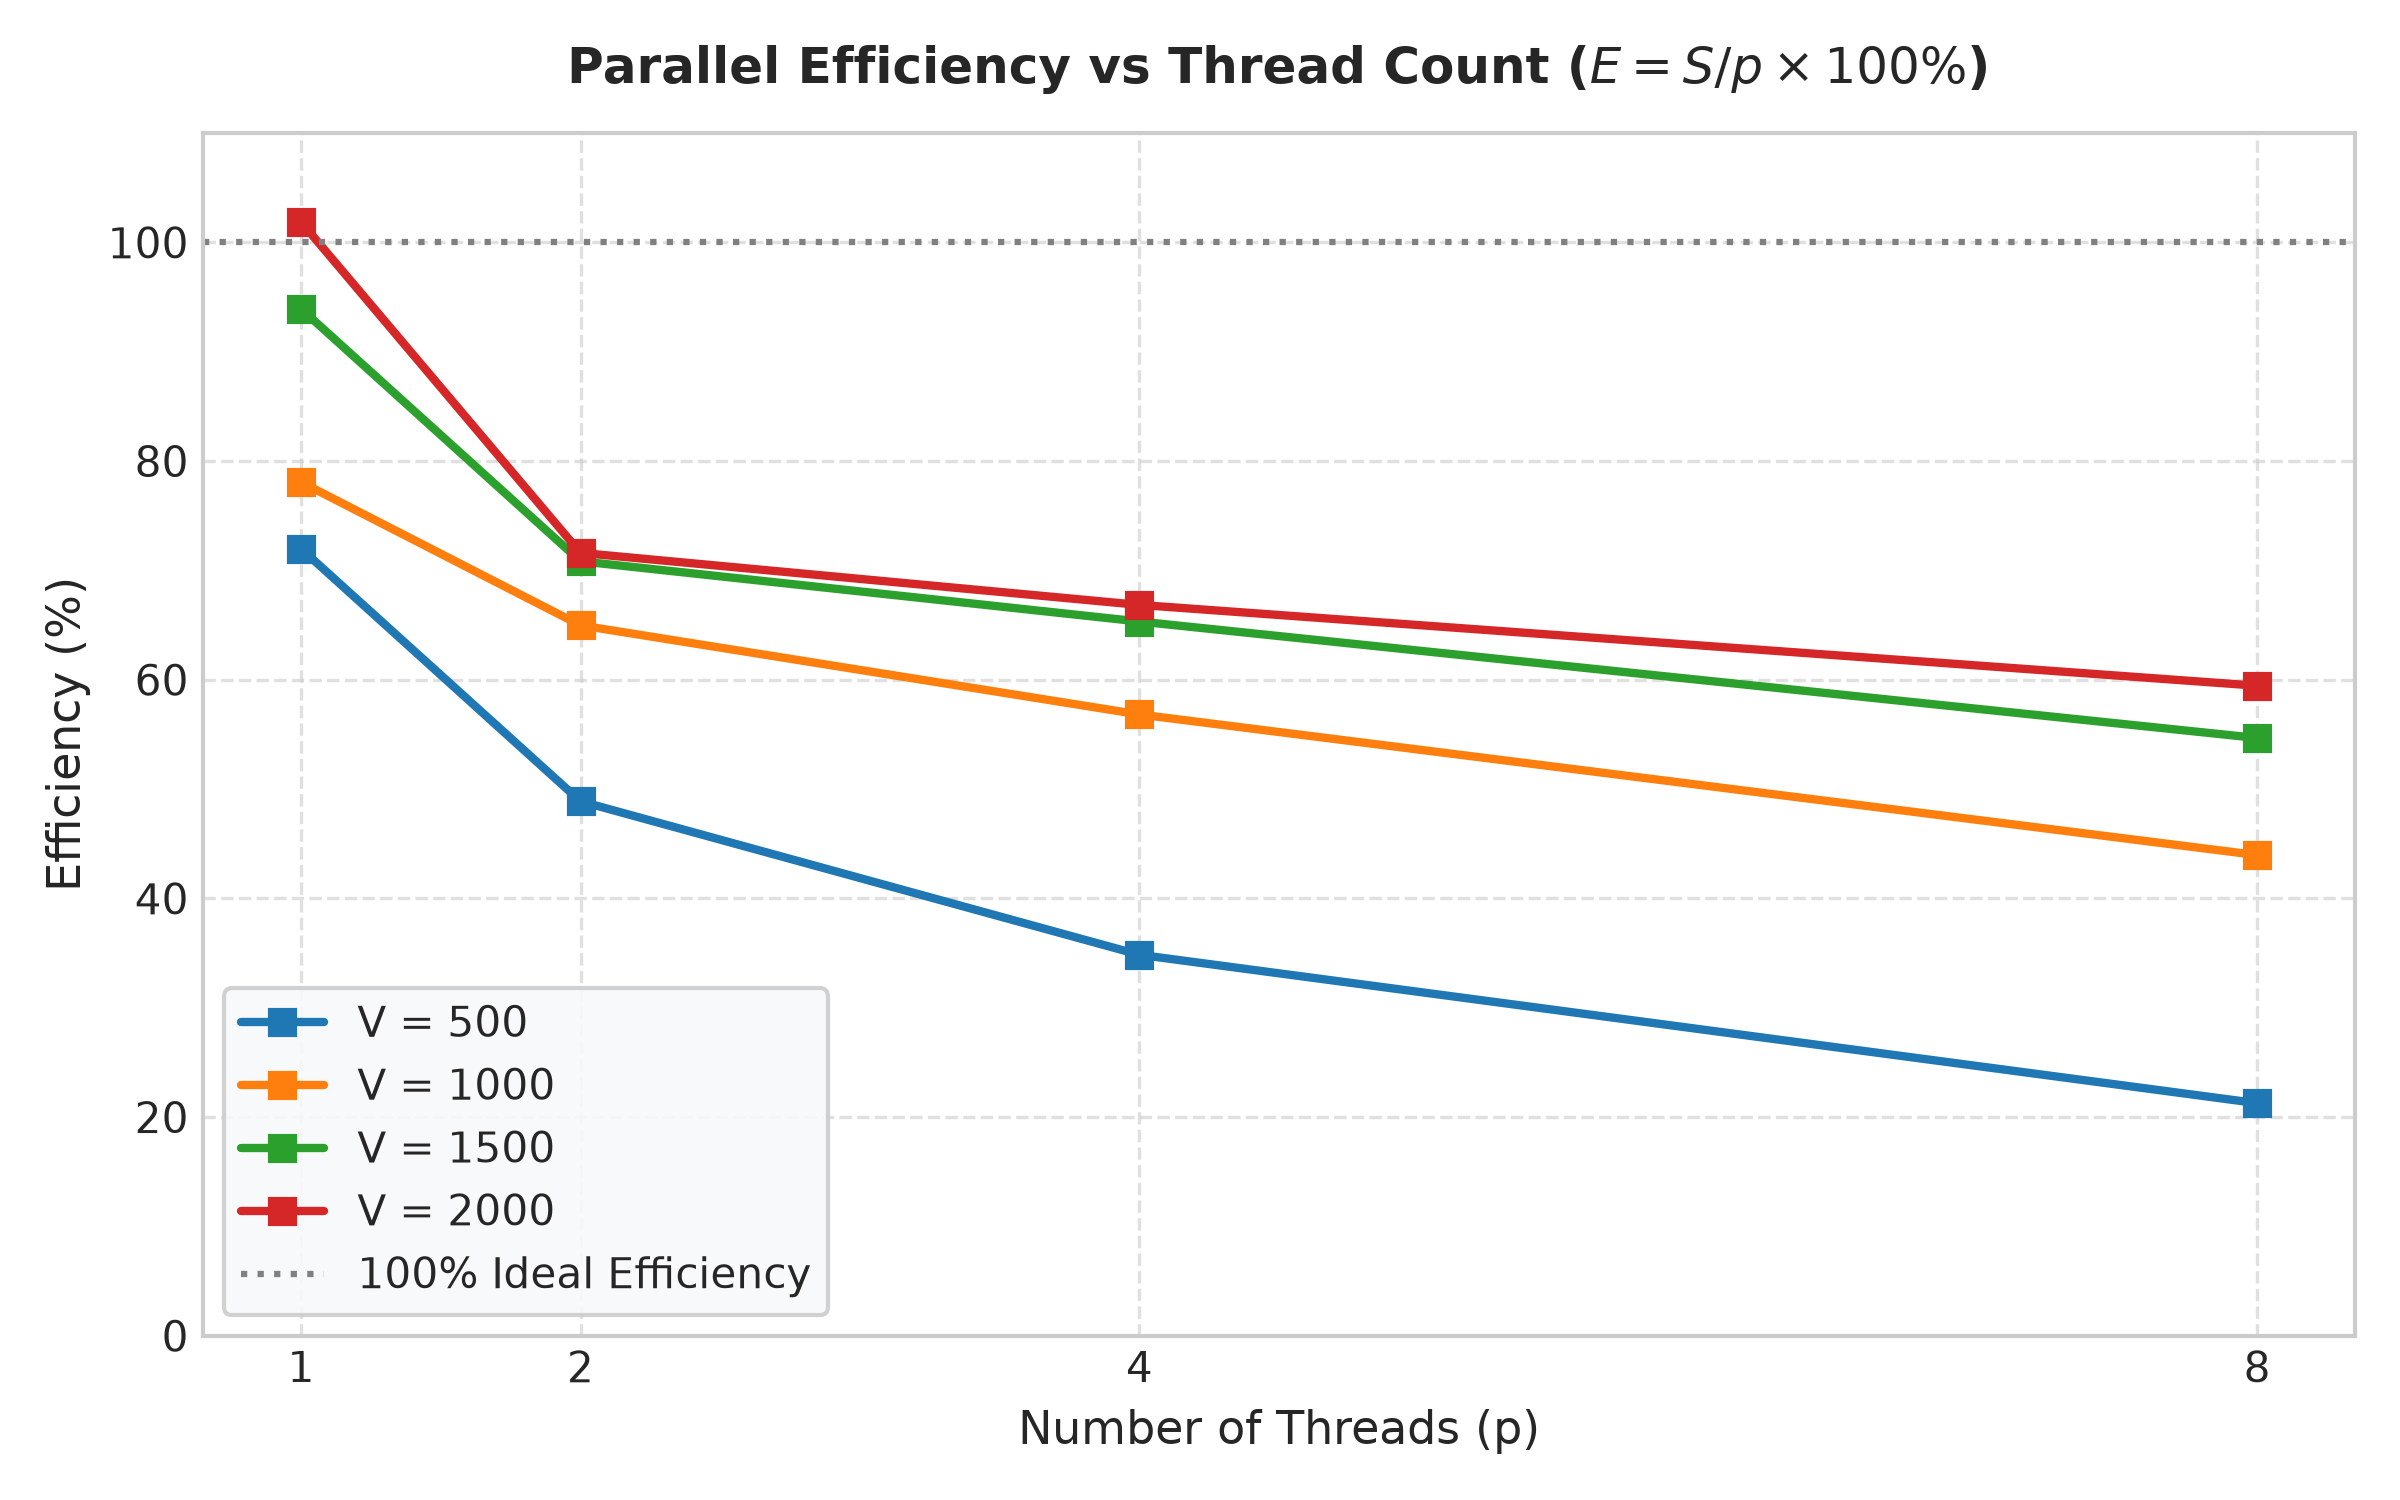 Parallel Efficiency vs Thread Count (E = S/p × 100%)
Efficiency (%)
100
80
60
40
20
0
V = 500
V = 1000
V = 1500
V = 2000
100% Ideal Efficiency
1 2 4 8
Number of Threads (p)